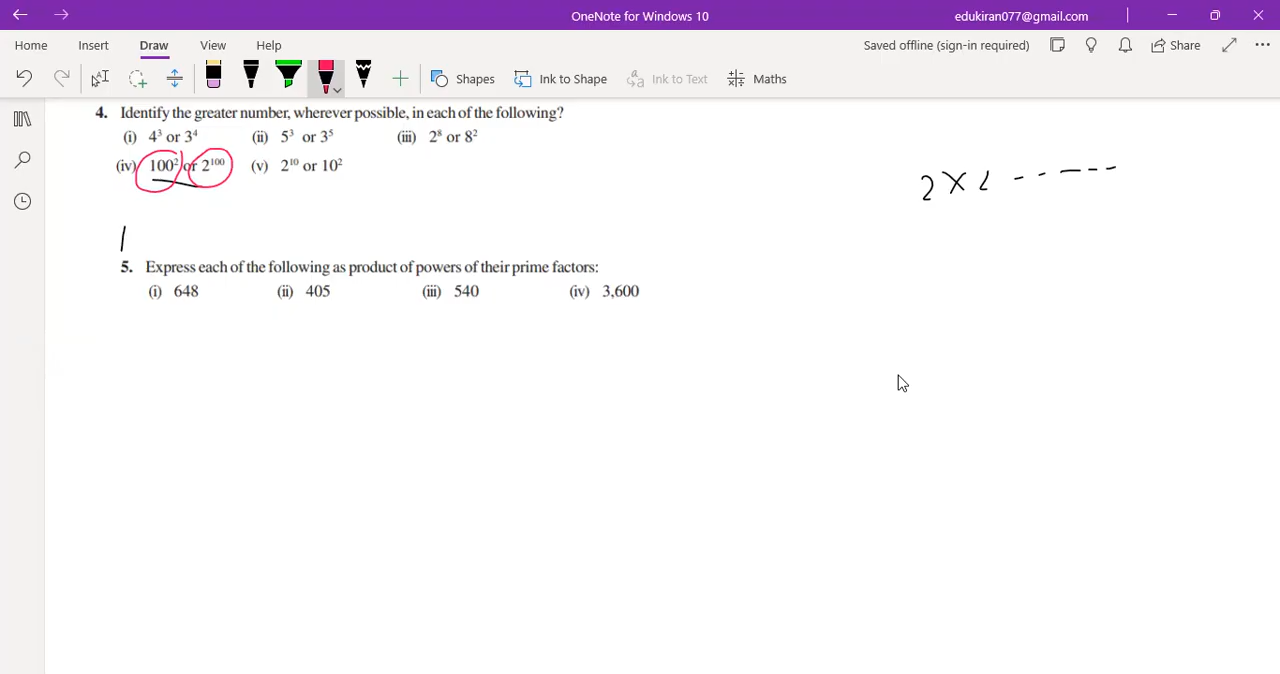 OneNote for Windows 10
edukiran077@gmail.com
Home Insert Draw View Help
Saved offline (sign-in required) Share
Shapes Ink to Shape Ink to Text Maths
4. Identify the greater number, wherever possible, in each of the following?
(i) 4³ or 3⁴ (ii) 5³ or 3⁵ (iii) 2⁸ or 8²
(iv) 100² or 2¹⁰⁰ (v) 2¹⁰ or 10²
2 × 2 - - - - -
5. Express each of the following as product of powers of their prime factors:
(i) 648 (ii) 405 (iii) 540 (iv) 3,600